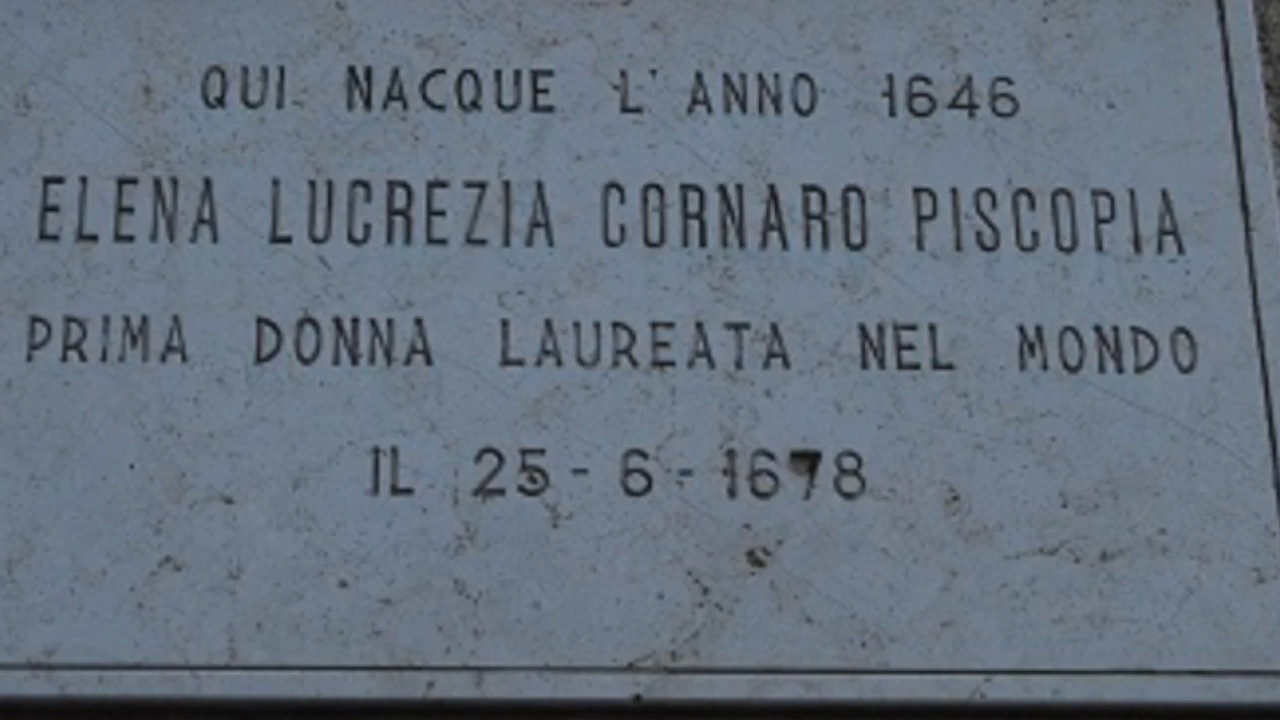 QUI NACQUE L'ANNO 1646
ELENA LUCREZIA CORNARO PISCOPIA
PRIMA DONNA LAUREATA NEL MONDO
IL 25-6-1678